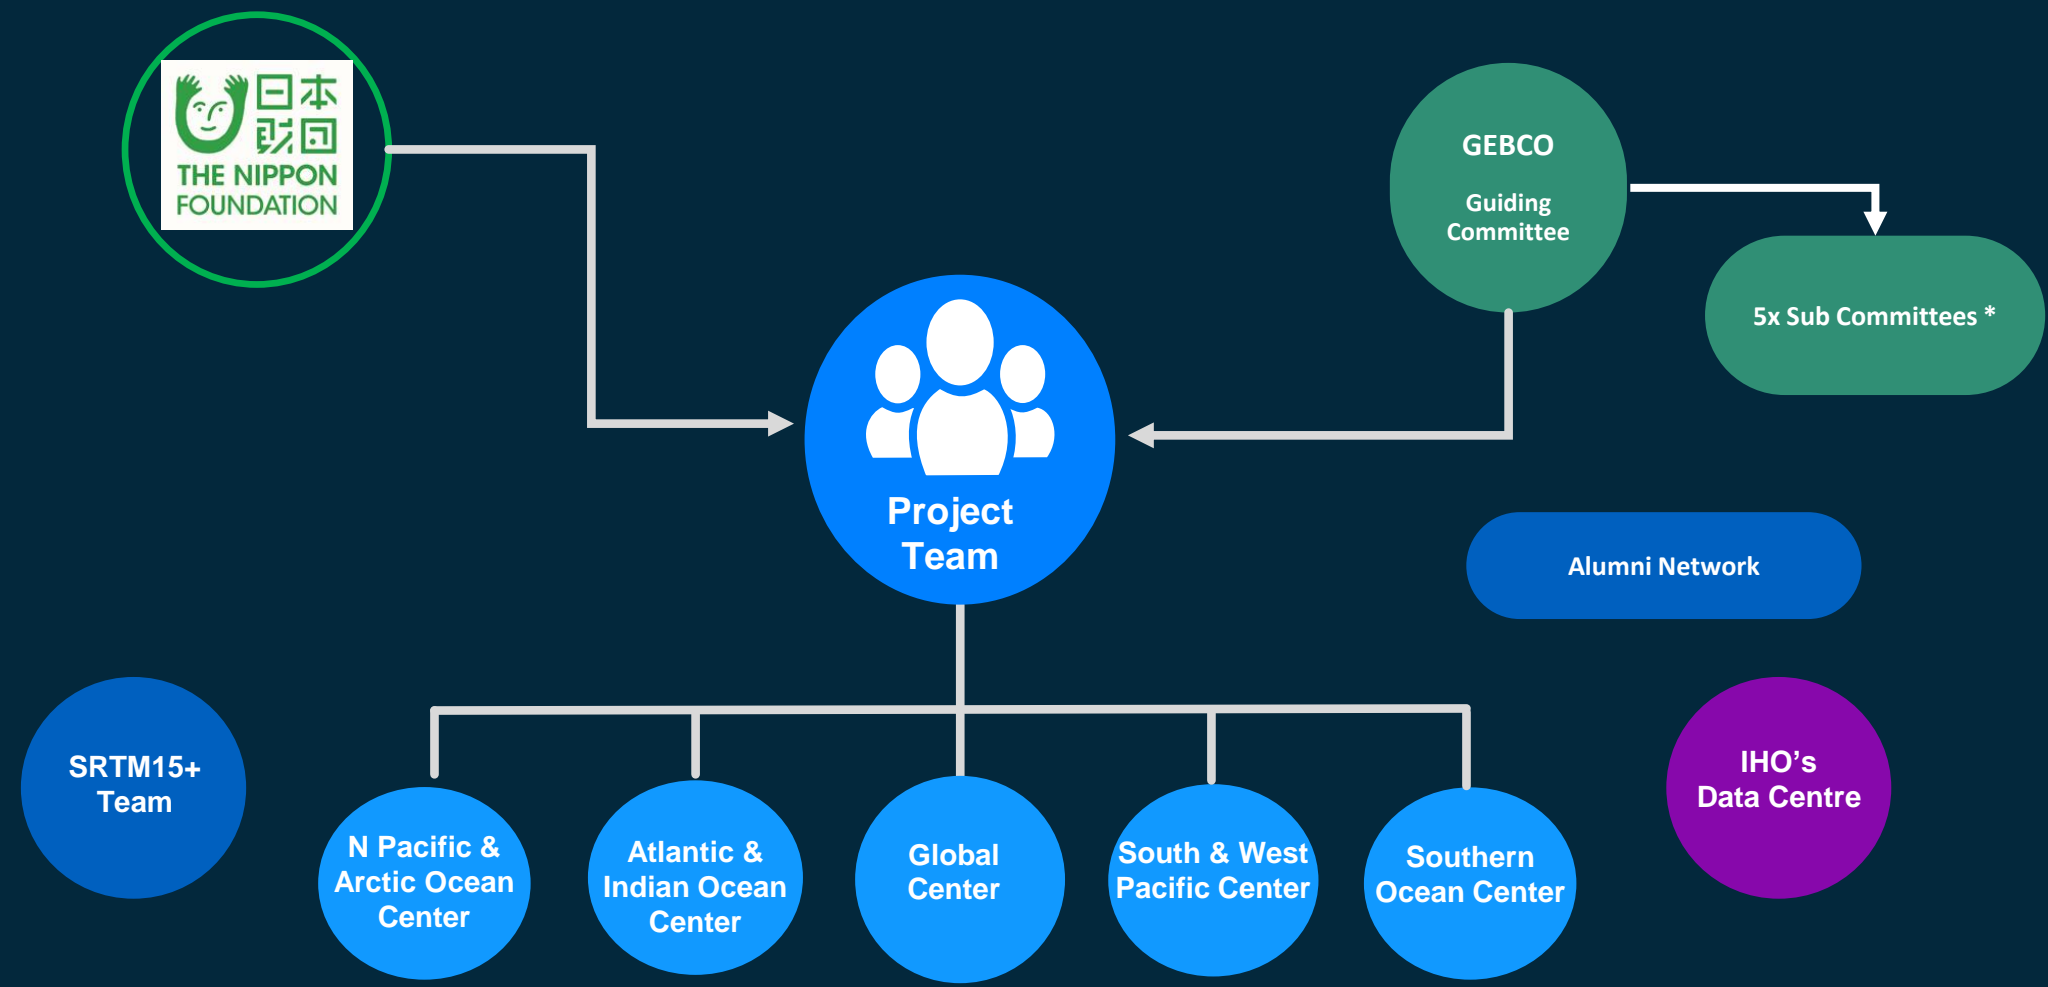 日本
財団
THE NIPPON
FOUNDATION
GEBCO
Guiding
Committee
5x Sub Committees *
Project
Team
Alumni Network
SRTM15+
Team
N Pacific &
Arctic Ocean
Center
Atlantic &
Indian Ocean
Center
Global
Center
South & West
Pacific Center
Southern
Ocean Center
IHO’s
Data Centre